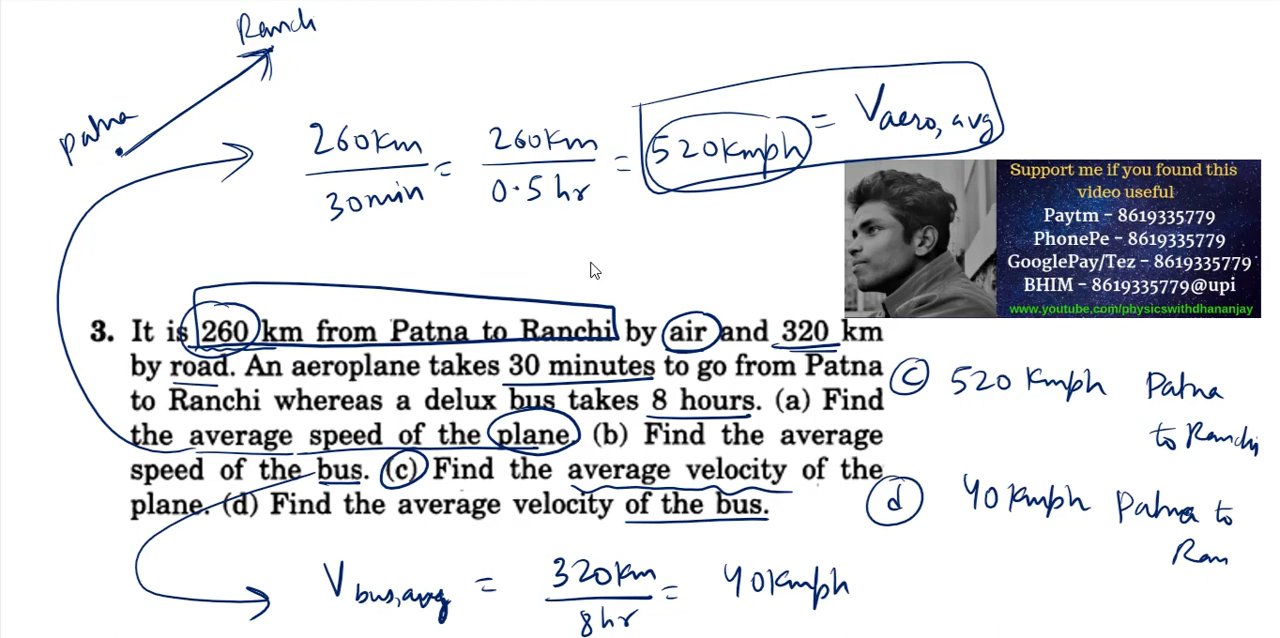 Ranchi
Patna
260km / 30min = 260km / 0.5 hr = 520kmph = Vaero, avg
Support me if you found this
video useful
Paytm - 8619335779
PhonePe - 8619335779
GooglePay/Tez - 8619335779
BHIM - 8619335779@upi
www.youtube.com/physicswithdhananjay
3. It is 260 km from Patna to Ranchi by air and 320 km
by road. An aeroplane takes 30 minutes to go from Patna
to Ranchi whereas a delux bus takes 8 hours. (a) Find
the average speed of the plane. (b) Find the average
speed of the bus. (c) Find the average velocity of the
plane. (d) Find the average velocity of the bus.
c 520 Kmph Patna
to Ranchi
d 40 Kmph Patna to
Ran
Vbus, avg = 320km / 8hr = 40kmph